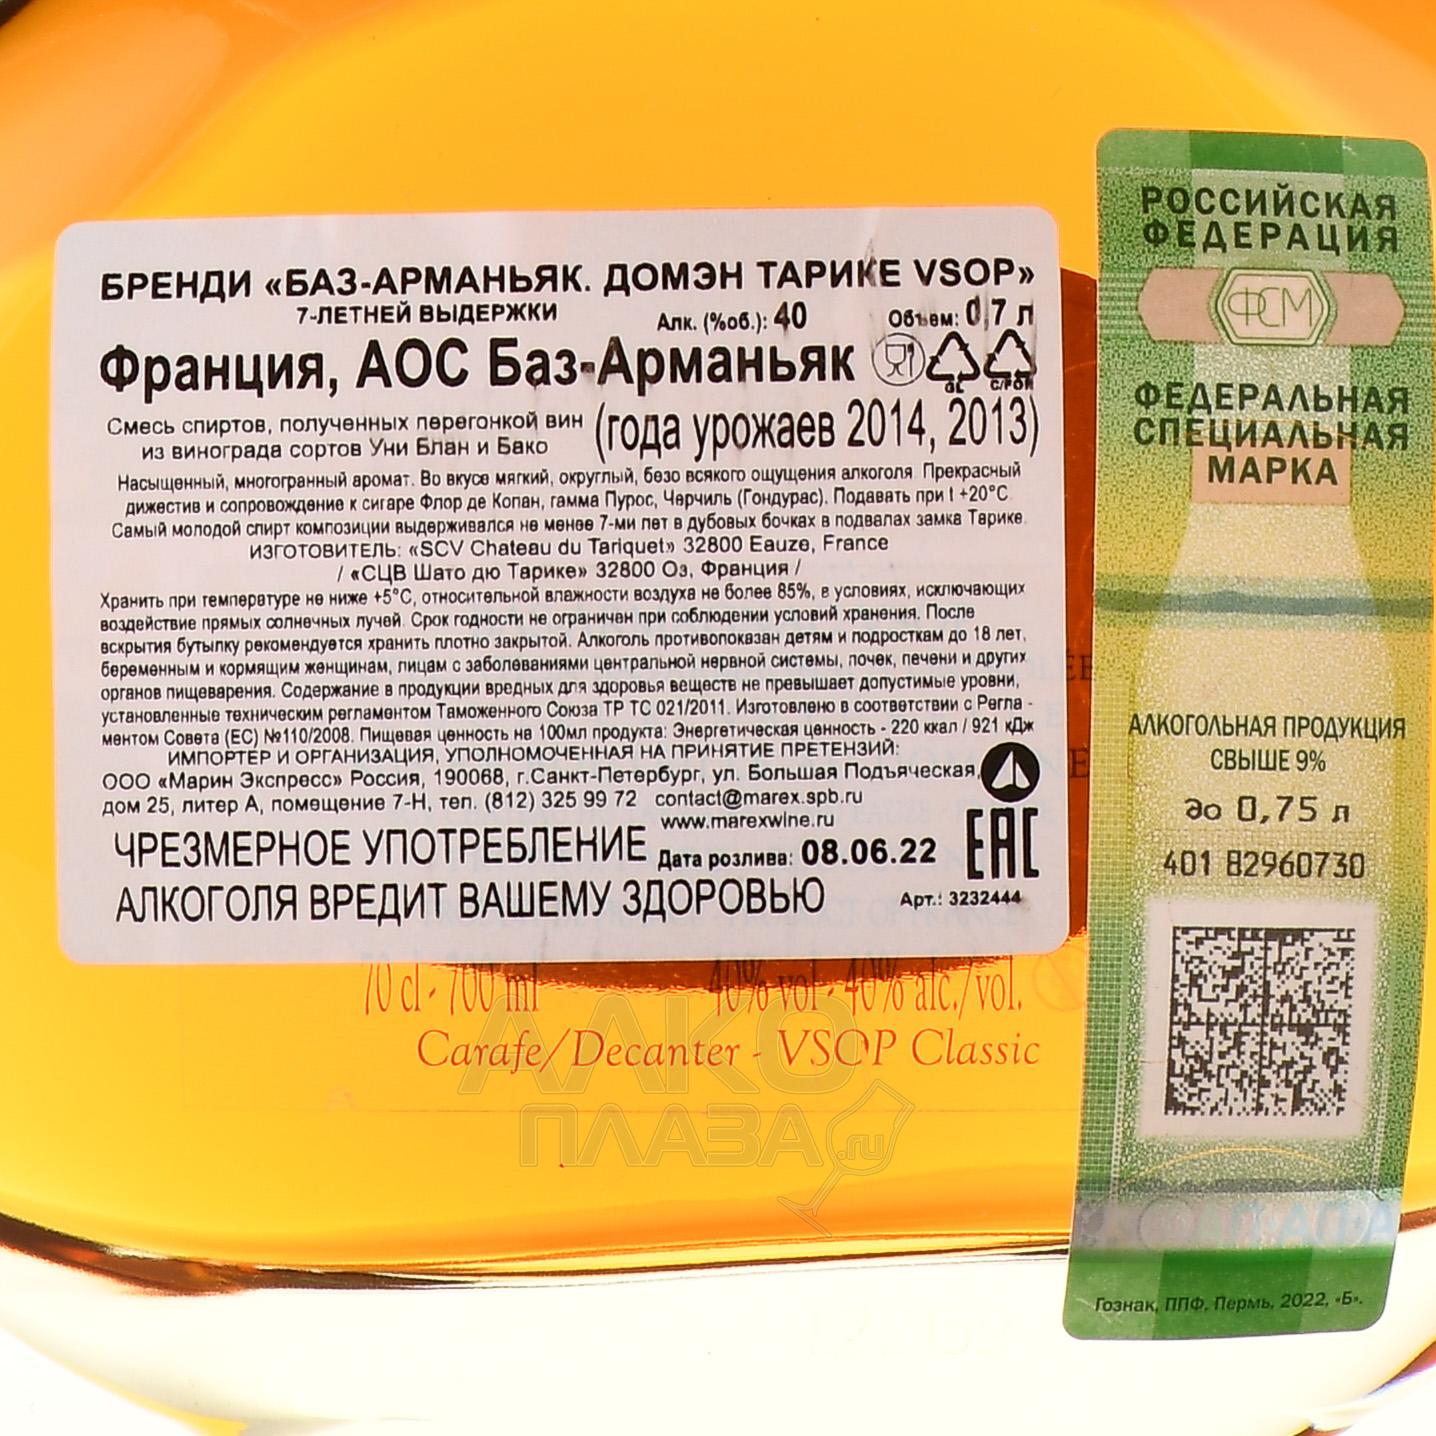 БРЕНДИ «БАЗ-АРМАНЬЯК. ДОМЭН ТАРИКЕ VSOP»
7-ЛЕТНЕЙ ВЫДЕРЖКИ Алк. (%об.): 40 Объем: 0,7 л
Франция, АОС Баз-Арманьяк
GL C/PGR
Смесь спиртов, полученных перегонкой вин
из винограда сортов Уни Блан и Бако
(года урожаев 2014, 2013)
Насыщенный, многогранный аромат. Во вкусе мягкий, округлый, безо всякого ощущения алкоголя. Прекрасный
дижестив и сопровождение к сигаре Флор де Копан, гамма Пурос, Черчиль (Гондурас). Подавать при t +20°C.
Самый молодой спирт композиции выдерживался не менее 7-ми лет в дубовых бочках в подвалах замка Тарике.
ИЗГОТОВИТЕЛЬ: «SCV Chateau du Tariquet» 32800 Eauze, France
/ «СЦВ Шато дю Тарике» 32800 Оз, Франция /
Хранить при температуре не ниже +5°C, относительной влажности воздуха не более 85%, в условиях, исключающих
воздействие прямых солнечных лучей. Срок годности не ограничен при соблюдении условий хранения. После
вскрытия бутылку рекомендуется хранить плотно закрытой. Алкоголь противопоказан детям и подросткам до 18 лет,
беременным и кормящим женщинам, лицам с заболеваниями центральной нервной системы, почек, печени и других
органов пищеварения. Содержание в продукции вредных для здоровья веществ не превышает допустимые уровни,
установленные техническим регламентом Таможенного Союза ТР ТС 021/2011. Изготовлено в соответствии с Регла -
ментом Совета (ЕС) №110/2008. Пищевая ценность на 100мл продукта: Энергетическая ценность - 220 ккал / 921 кДж
ИМПОРТЕР И ОРГАНИЗАЦИЯ, УПОЛНОМОЧЕННАЯ НА ПРИНЯТИЕ ПРЕТЕНЗИЙ:
ООО «Марин Экспресс» Россия, 190068, г.Санкт-Петербург, ул. Большая Подъяческая,
дом 25, литер А, помещение 7-Н, тел. (812) 325 99 72 contact@marex.spb.ru
www.marexwine.ru
ЧРЕЗМЕРНОЕ УПОТРЕБЛЕНИЕ
АЛКОГОЛЯ ВРЕДИТ ВАШЕМУ ЗДОРОВЬЮ
Дата розлива: 08.06.22
EAC
Арт.: 3232444
70 cl - 700 ml 40% vol - 40% alc./vol.
Carafe/Decanter - VSOP Classic
АЛКО
ПЛАЗА.ru
РОССИЙСКАЯ
ФЕДЕРАЦИЯ
ФСМ
ФЕДЕРАЛЬНАЯ
СПЕЦИАЛЬНАЯ
МАРКА
АЛКОГОЛЬНАЯ ПРОДУКЦИЯ
СВЫШЕ 9%
до 0,75 л
401 82960730
Гознак, ППФ, Пермь, 2022, «Б».